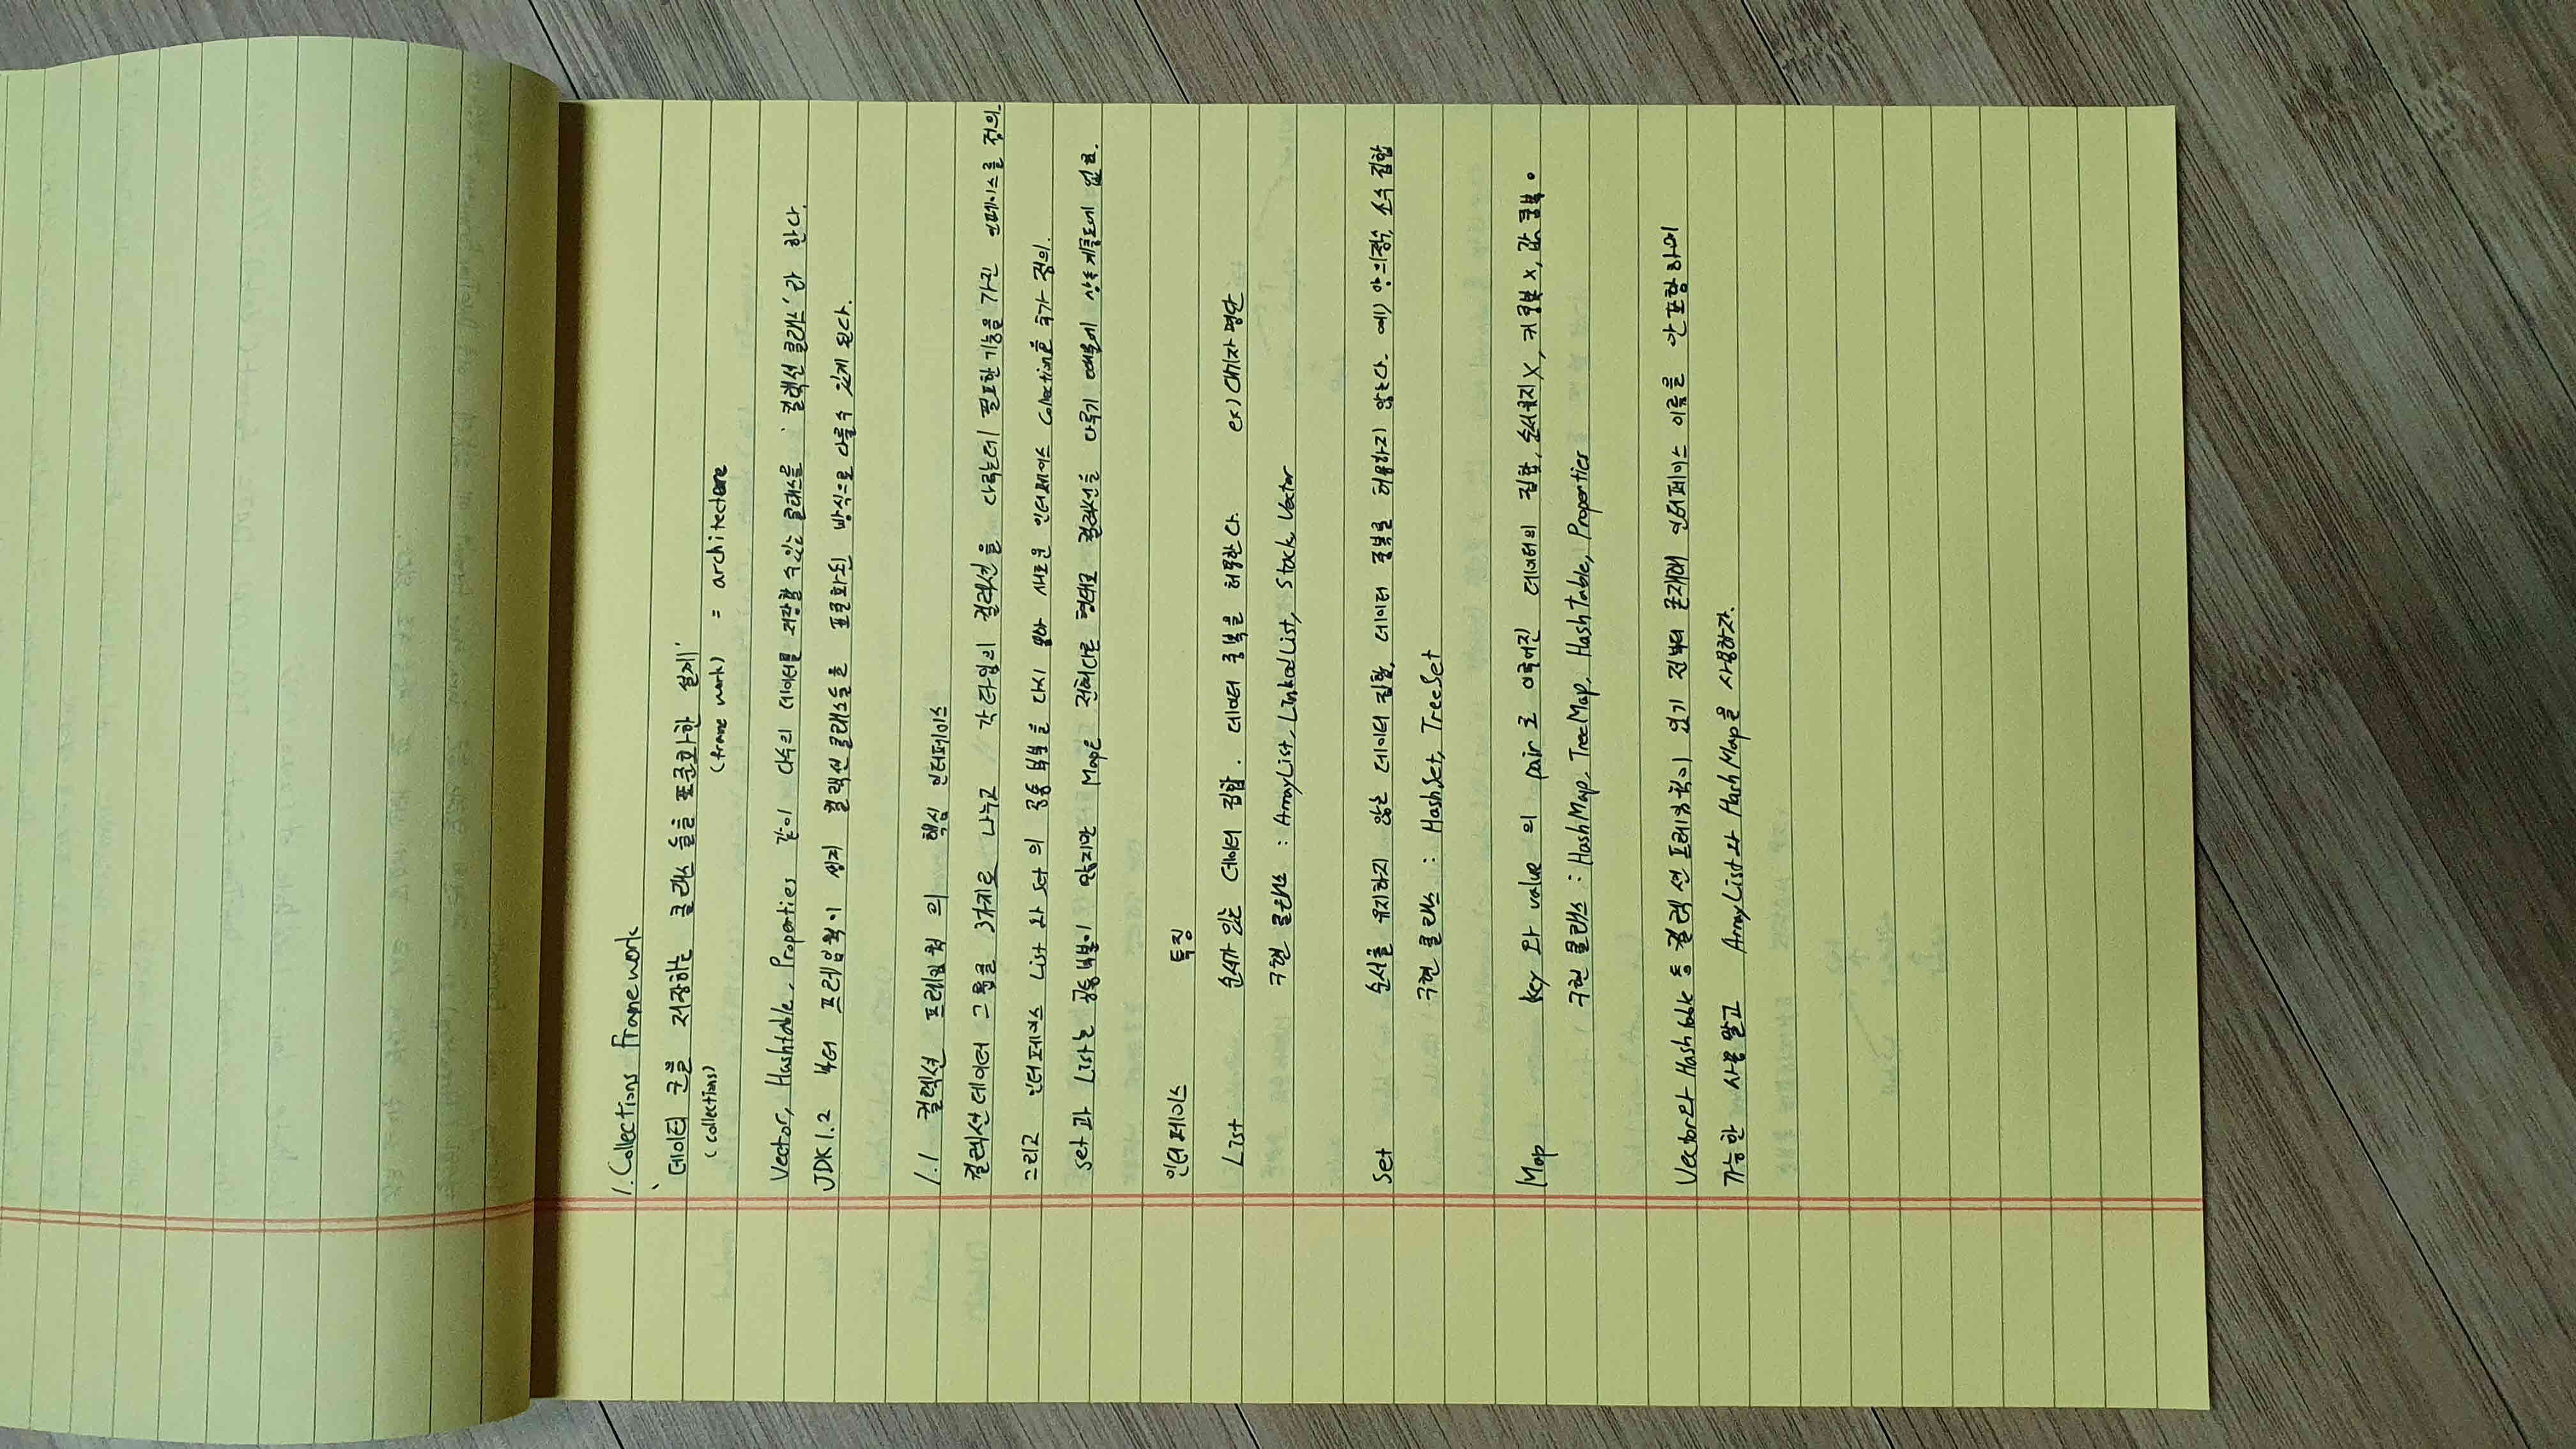 1. Collections Framework
'데이터 군을 저장하는 클래스 들을 표준화한 설계'
(collections) (frame work) = architecture
Vector, Hashtable, Properties 같이 다수의 데이터를 저장할 수 있는 클래스를 '컬렉션 클래스'라 한다.
JDK1.2 부터 프레임웍이 생겨 컬렉션 클래스들을 표준화된 방식으로 다룰 수 있게 된다.
1.1 컬렉션 프레임웍 의 핵심 인터페이스
컬렉션 데이터 그룹을 3가지로 나누고 각 타입의 컬렉션을 다루는데 필요한 기능을 가진 인페이스를 정의.
그리고 인터페이스 List 와 set 의 공통 부분을 다시 뽑아 새로운 인터페이스 Collection을 추가 정의.
set 과 List는 공통부분이 많지만 Map은 전혀다른 형태로 컬렉션을 다루기 때문에 상속계층도에 없음.
인터페이스 특징
List 순서가 있는 데이터 집합. 데이터 중복을 허용한다. ex) 대기자 명단
구현 클래스 : ArrayList, LinkedList, Stack, Vector
Set 순서를 유지하지 않는 데이터 집합, 데이터 중복을 허용하지 않는다. 예) 양의정수, 소수 집합
구현 클래스 : HashSet, TreeSet
Map key 와 value 의 pair 로 이루어진 데이터의 집합, 순서유지 X, 키 중복 X, 값 중복 o
구현 클래스 : HashMap, TreeMap, HashTable, Properties
Vector와 Hashtable 등 컬렉션 프레임웍이 있기 전부터 존재해 인터페이스 이름을 안 포함하며
가능한 사용 말고 ArrayList와 HashMap을 사용하자.